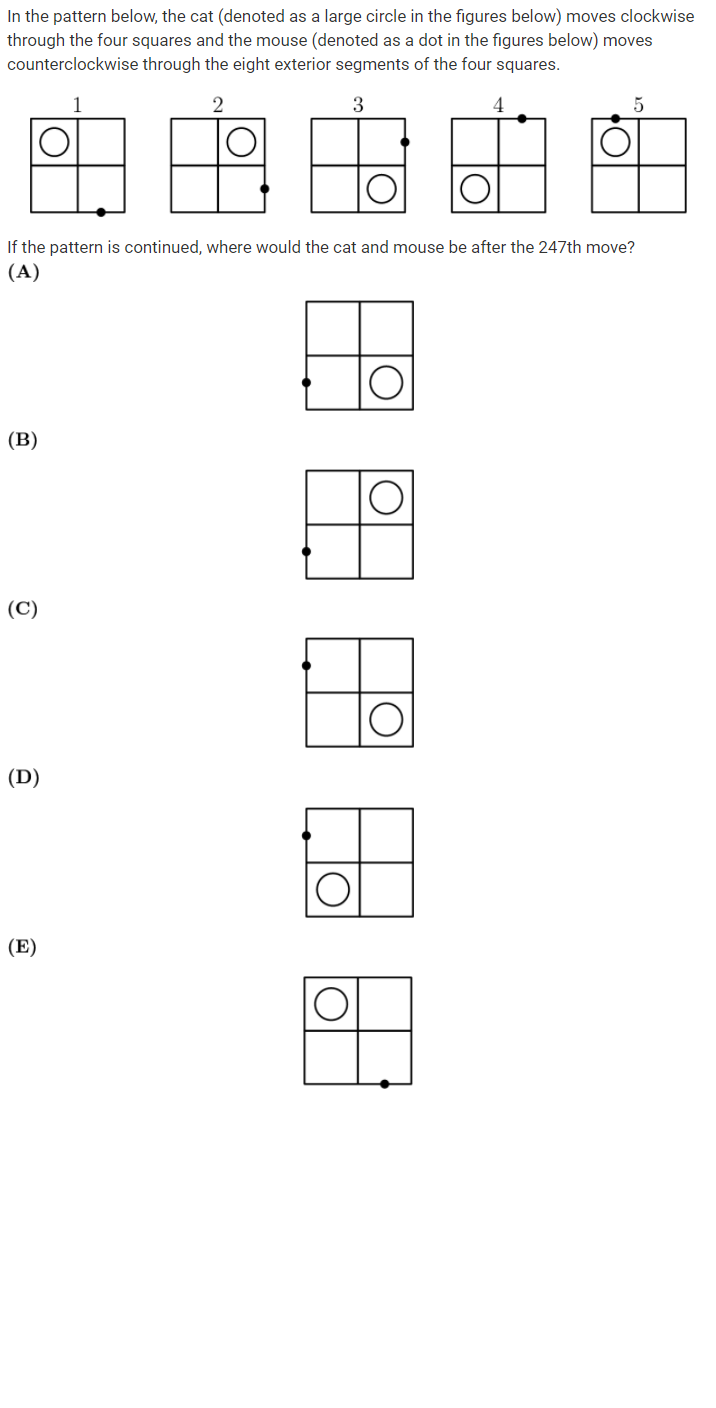 In the pattern below, the cat (denoted as a large circle in the figures below) moves clockwise
through the four squares and the mouse (denoted as a dot in the figures below) moves
counterclockwise through the eight exterior segments of the four squares.
1 2 3 4 5
If the pattern is continued, where would the cat and mouse be after the 247th move?
(A)
(B)
(C)
(D)
(E)